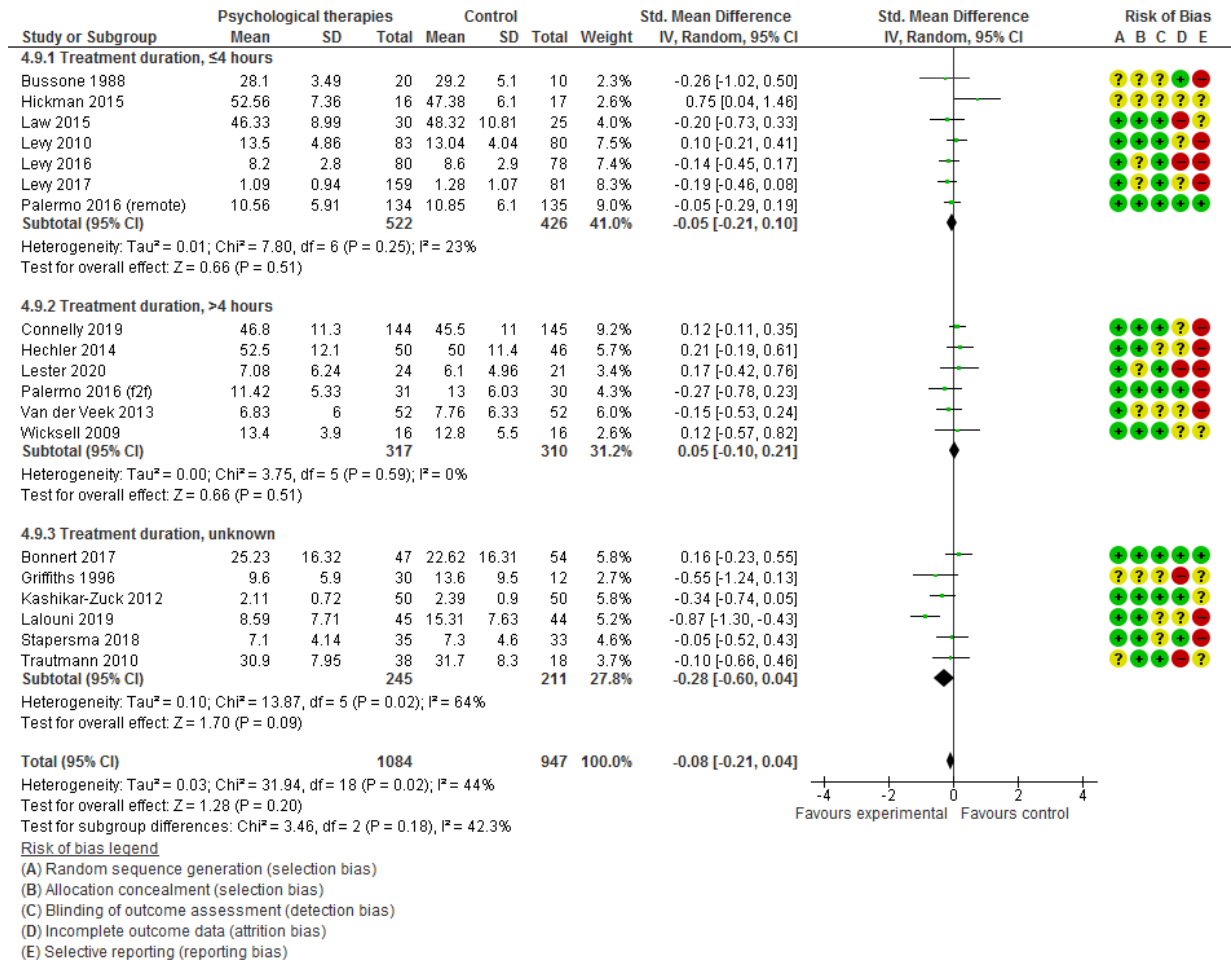 Psychological therapies Control Std. Mean Difference Std. Mean Difference Risk of Bias
Study or Subgroup Mean SD Total Mean SD Total Weight IV, Random, 95% CI IV, Random, 95% CI A B C D E
4.9.1 Treatment duration, ≤4 hours
Bussone 1988 28.1 3.49 20 29.2 5.1 10 2.3% -0.26 [-1.02, 0.50] ? ? ? + −
Hickman 2015 52.56 7.36 16 47.38 6.1 17 2.6% 0.75 [0.04, 1.46] ? ? ? ? ?
Law 2015 46.33 8.99 30 48.32 10.81 25 4.0% -0.20 [-0.73, 0.33] + + + − ?
Levy 2010 13.5 4.86 83 13.04 4.04 80 7.5% 0.10 [-0.21, 0.41] + + + ? −
Levy 2016 8.2 2.8 80 8.6 2.9 78 7.4% -0.14 [-0.45, 0.17] + ? + − −
Levy 2017 1.09 0.94 159 1.28 1.07 81 8.3% -0.19 [-0.46, 0.08] + ? + ? −
Palermo 2016 (remote) 10.56 5.91 134 10.85 6.1 135 9.0% -0.05 [-0.29, 0.19] + + + + +
Subtotal (95% CI) 522 426 41.0% -0.05 [-0.21, 0.10]
Heterogeneity: Tau² = 0.01; Chi² = 7.80, df = 6 (P = 0.25); I² = 23%
Test for overall effect: Z = 0.66 (P = 0.51)
4.9.2 Treatment duration, >4 hours
Connelly 2019 46.8 11.3 144 45.5 11 145 9.2% 0.12 [-0.11, 0.35] + + + ? −
Hechler 2014 52.5 12.1 50 50 11.4 46 5.7% 0.21 [-0.19, 0.61] + + ? ? −
Lester 2020 7.08 6.24 24 6.1 4.96 21 3.4% 0.17 [-0.42, 0.76] + ? + − −
Palermo 2016 (f2f) 11.42 5.33 31 13 6.03 30 4.3% -0.27 [-0.78, 0.23] + + + + −
Van der Veek 2013 6.83 6 52 7.76 6.33 52 6.0% -0.15 [-0.53, 0.24] + ? ? ? −
Wicksell 2009 13.4 3.9 16 12.8 5.5 16 2.6% 0.12 [-0.57, 0.82] + + + ? ?
Subtotal (95% CI) 317 310 31.2% 0.05 [-0.10, 0.21]
Heterogeneity: Tau² = 0.00; Chi² = 3.75, df = 5 (P = 0.59); I² = 0%
Test for overall effect: Z = 0.66 (P = 0.51)
4.9.3 Treatment duration, unknown
Bonnert 2017 25.23 16.32 47 22.62 16.31 54 5.8% 0.16 [-0.23, 0.55] + + + + +
Griffiths 1996 9.6 5.9 30 13.6 9.5 12 2.7% -0.55 [-1.24, 0.13] ? ? ? − ?
Kashikar-Zuck 2012 2.11 0.72 50 2.39 0.9 50 5.8% -0.34 [-0.74, 0.05] + + + + ?
Lalouni 2019 8.59 7.71 45 15.31 7.63 44 5.2% -0.87 [-1.30, -0.43] + + ? ? −
Stapersma 2018 7.1 4.14 35 7.3 4.6 33 4.6% -0.05 [-0.52, 0.43] + + ? + −
Trautmann 2010 30.9 7.95 38 31.7 8.3 18 3.7% -0.10 [-0.66, 0.46] ? + + − ?
Subtotal (95% CI) 245 211 27.8% -0.28 [-0.60, 0.04]
Heterogeneity: Tau² = 0.10; Chi² = 13.87, df = 5 (P = 0.02); I² = 64%
Test for overall effect: Z = 1.70 (P = 0.09)
Total (95% CI) 1084 947 100.0% -0.08 [-0.21, 0.04]
Heterogeneity: Tau² = 0.03; Chi² = 31.94, df = 18 (P = 0.02); I² = 44%
Test for overall effect: Z = 1.28 (P = 0.20)
Test for subgroup differences: Chi² = 3.46, df = 2 (P = 0.18), I² = 42.3%
-4 -2 0 2 4
Favours experimental Favours control
Risk of bias legend
(A) Random sequence generation (selection bias)
(B) Allocation concealment (selection bias)
(C) Blinding of outcome assessment (detection bias)
(D) Incomplete outcome data (attrition bias)
(E) Selective reporting (reporting bias)